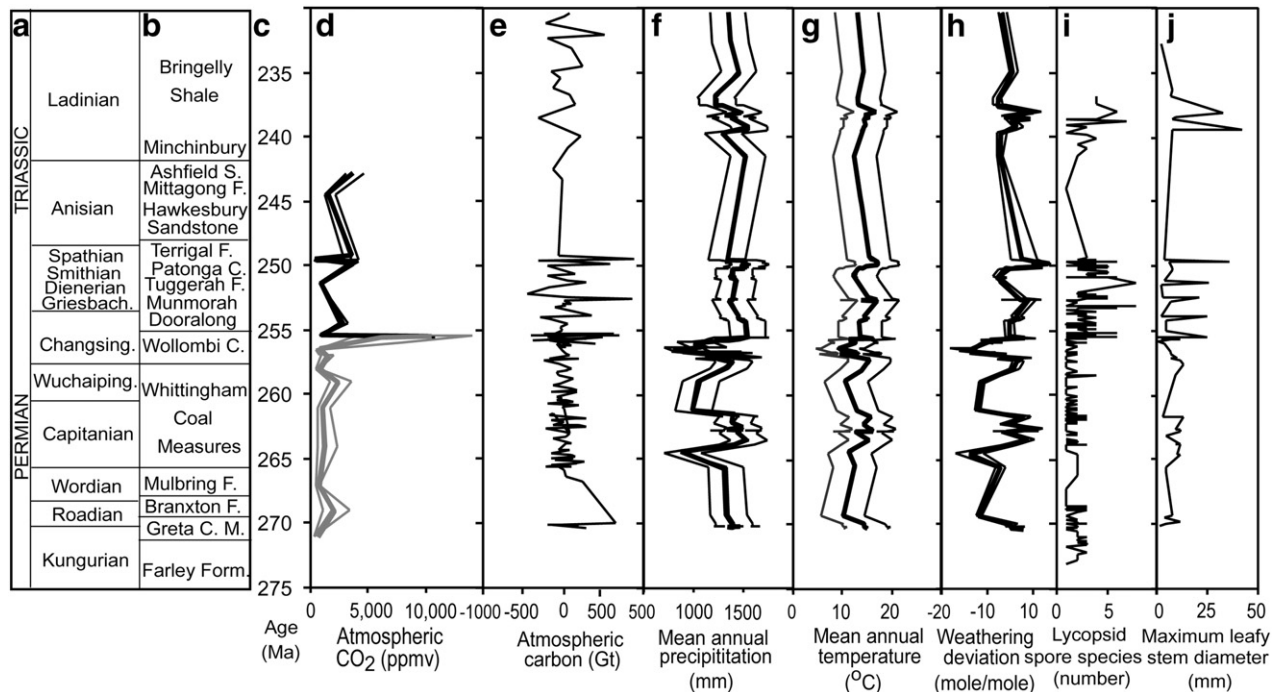 a b c d e f g h i j
TRIASSIC
PERMIAN
Ladinian
Anisian
Spathian
Smithian
Dienerian
Griesbach.
Changsing.
Wuchaiping.
Capitanian
Wordian
Roadian
Kungurian
Bringelly
Shale
Minchinbury
Ashfield S.
Mittagong F.
Hawkesbury
Sandstone
Terrigal F.
Patonga C.
Tuggerah F.
Munmorah
Dooralong
Wollombi C.
Whittingham
Coal
Measures
Mulbring F.
Branxton F.
Greta C. M.
Farley Form.
235
240
245
250
255
260
265
270
275
Age
(Ma)
0 5,000 10,000
Atmospheric
CO2 (ppmv)
-1000 -500 0 500
Atmospheric
carbon (Gt)
1000 1500
Mean annual
precipititation
(mm)
0 10 20
Mean annual
temperature
(OC)
-20 -10 0 10
Weathering
deviation
(mole/mole)
0 5
Lycopsid
spore species
(number)
0 25 50
Maximum leafy
stem diameter
(mm)